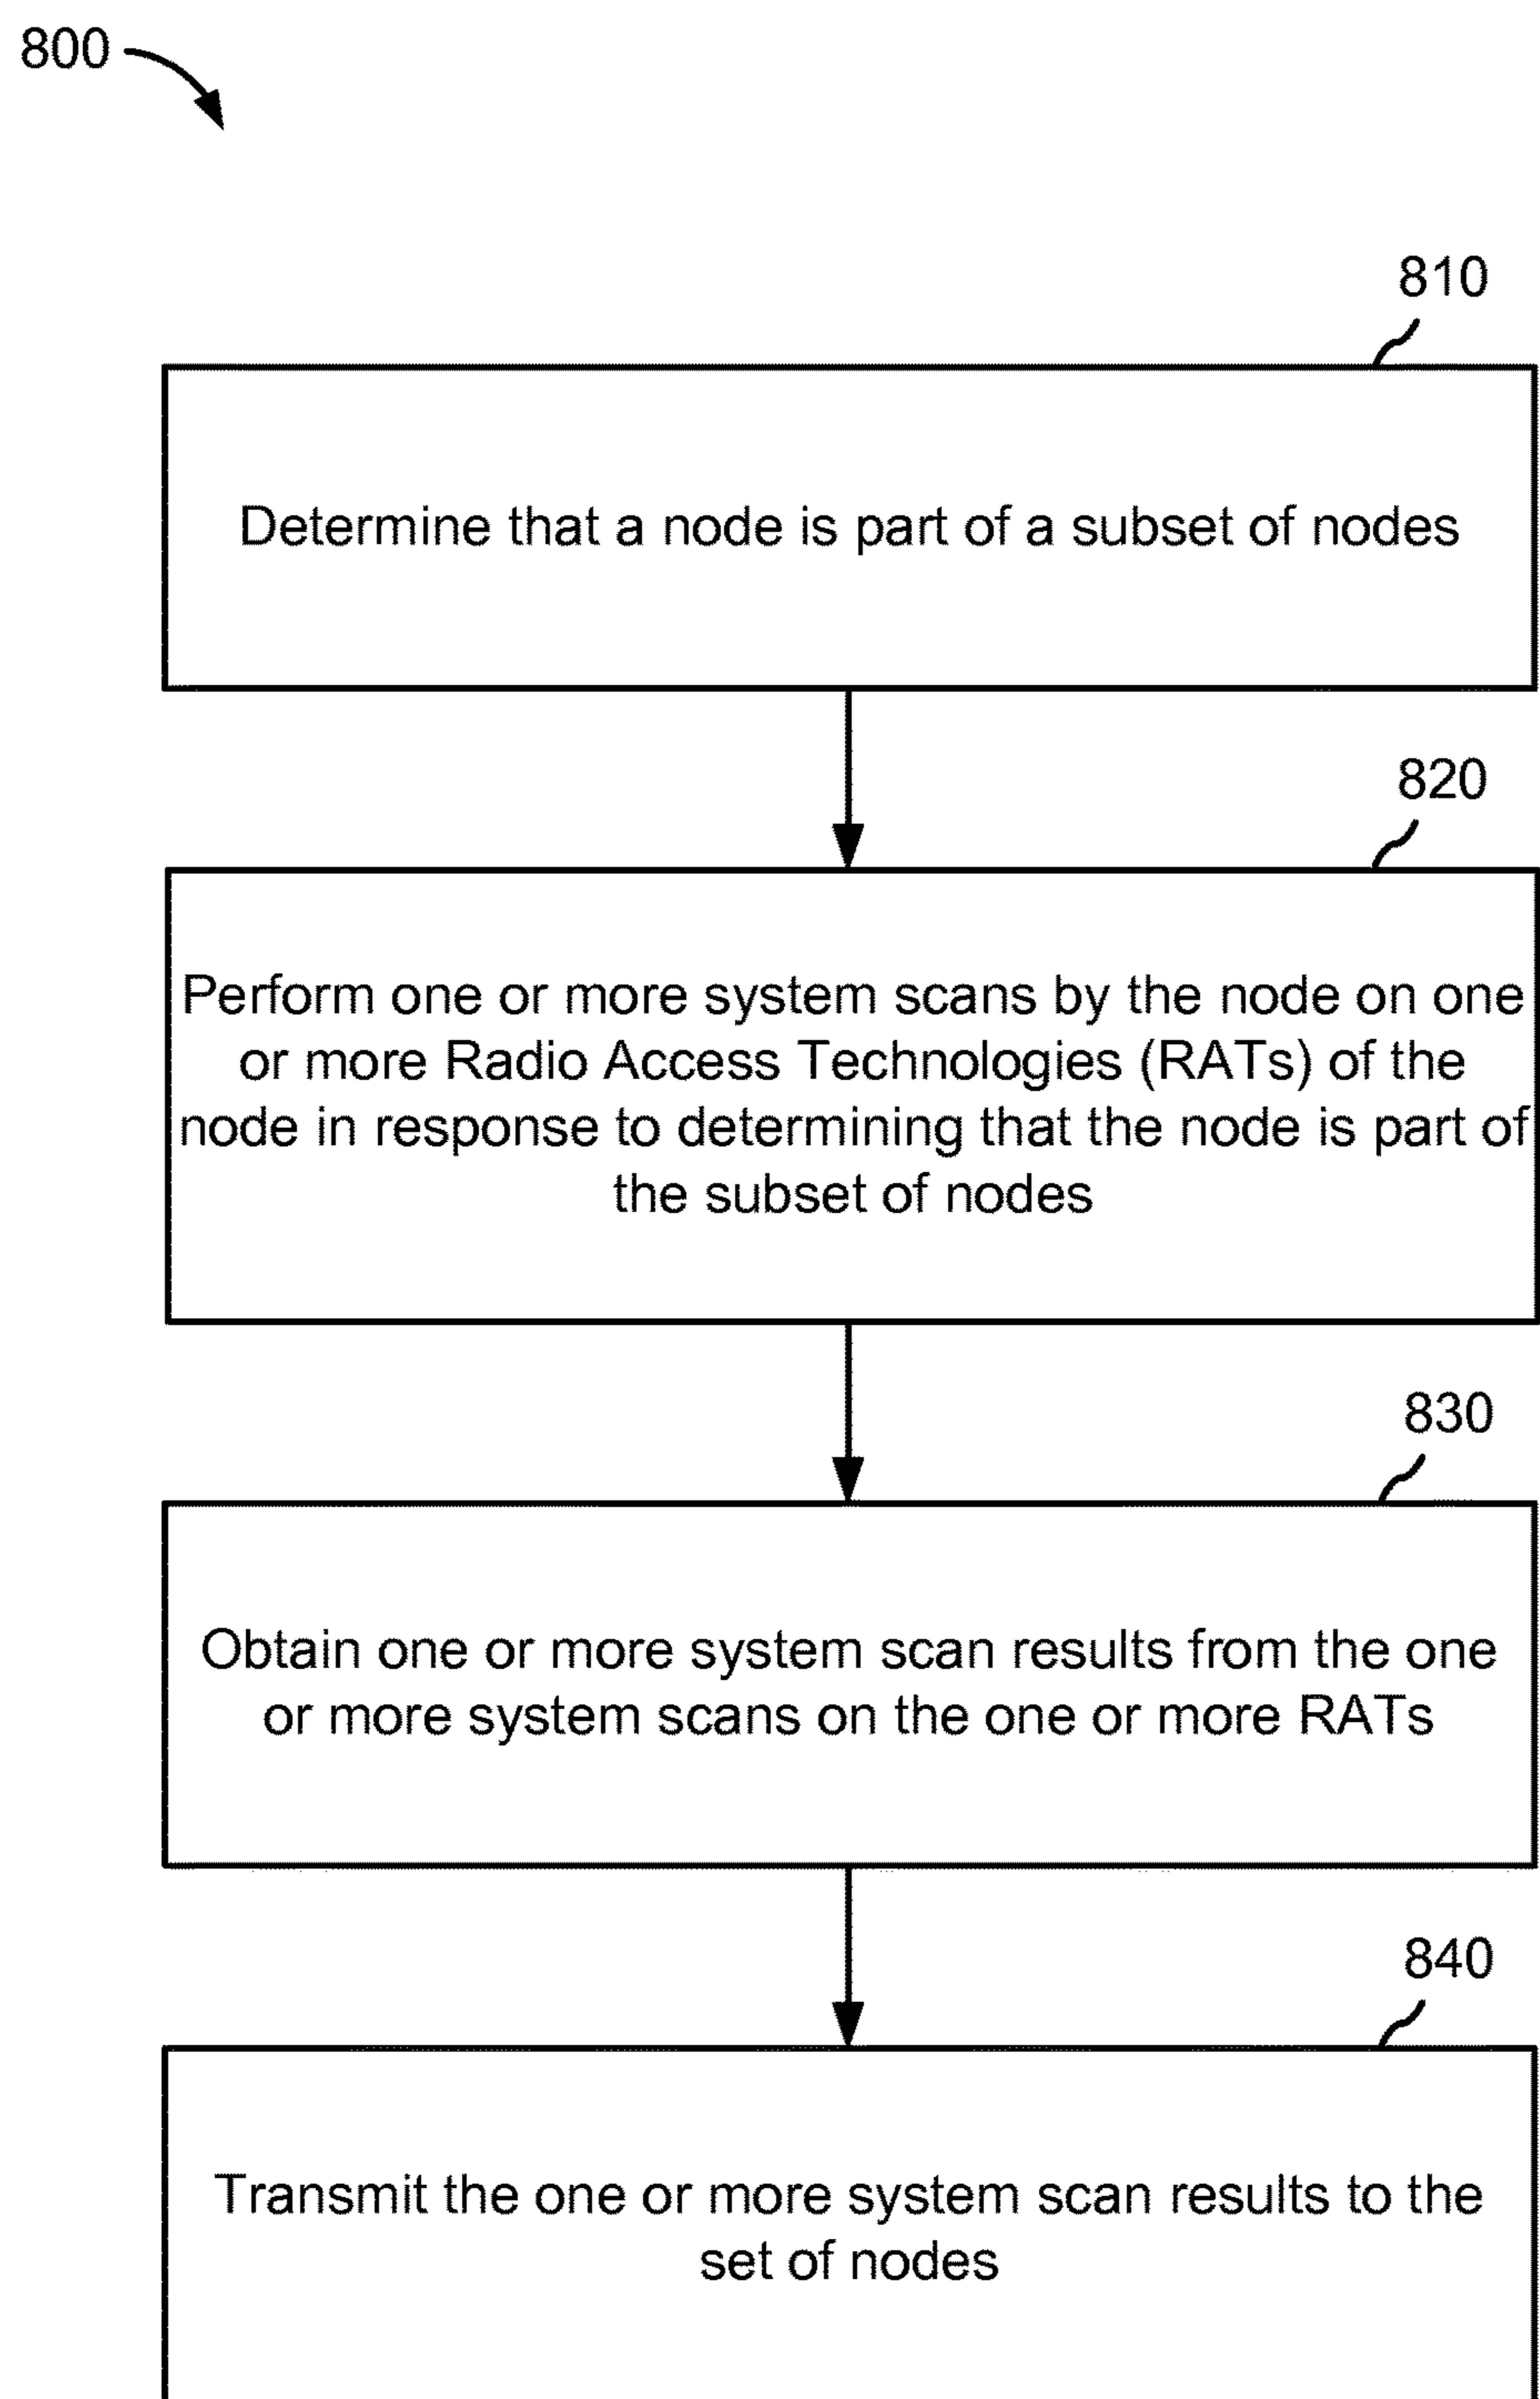 800
810
Determine that a node is part of a subset of nodes
820
Perform one or more system scans by the node on one
or more Radio Access Technologies (RATs) of the
node in response to determining that the node is part of
the subset of nodes
830
Obtain one or more system scan results from the one
or more system scans on the one or more RATs
840
Transmit the one or more system scan results to the
set of nodes